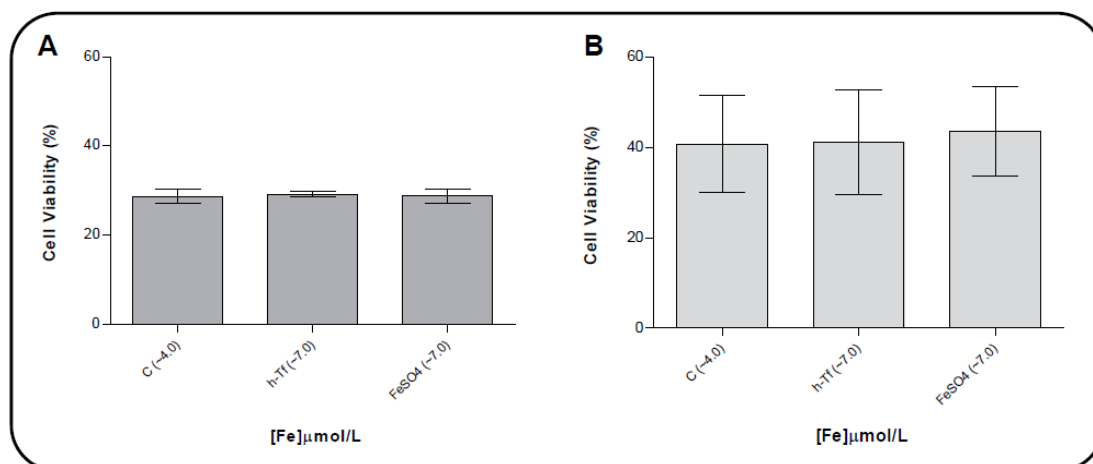 A
60
40
20
0
Cell Viability (%)
C (~4.0)
h-Tf (~7.0)
FeSO4 (~7.0)
[Fe]μmol/L
B
60
40
20
0
Cell Viability (%)
C (~4.0)
h-Tf (~7.0)
FeSO4 (~7.0)
[Fe]μmol/L